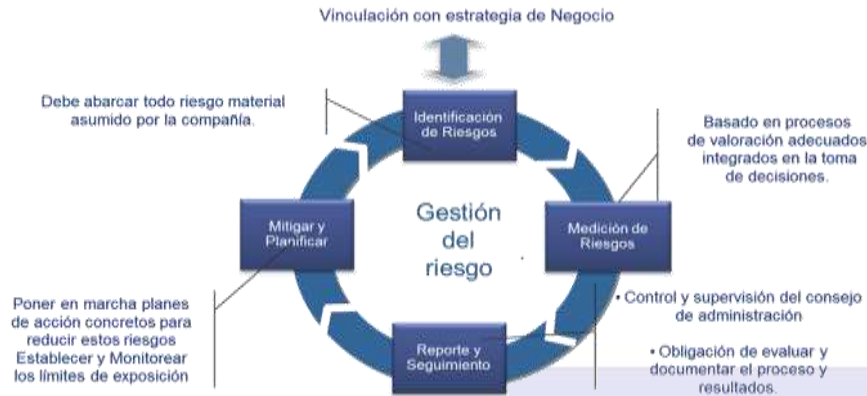 Vinculación con estrategia de Negocio
Debe abarcar todo riesgo material
asumido por la compañía.
Identificación
de Riesgos
Basado en procesos
de valoración adecuados
integrados en la toma
de decisiones.
Mitigar y
Planificar
Gestión
del
riesgo
Medición de
Riesgos
Poner en marcha planes
de acción concretos para
reducir estos riesgos
Establecer y Monitorear
los límites de exposición
Reporte y
Seguimiento
• Control y supervisión del consejo
de administración
• Obligación de evaluar y
documentar el proceso y
resultados.